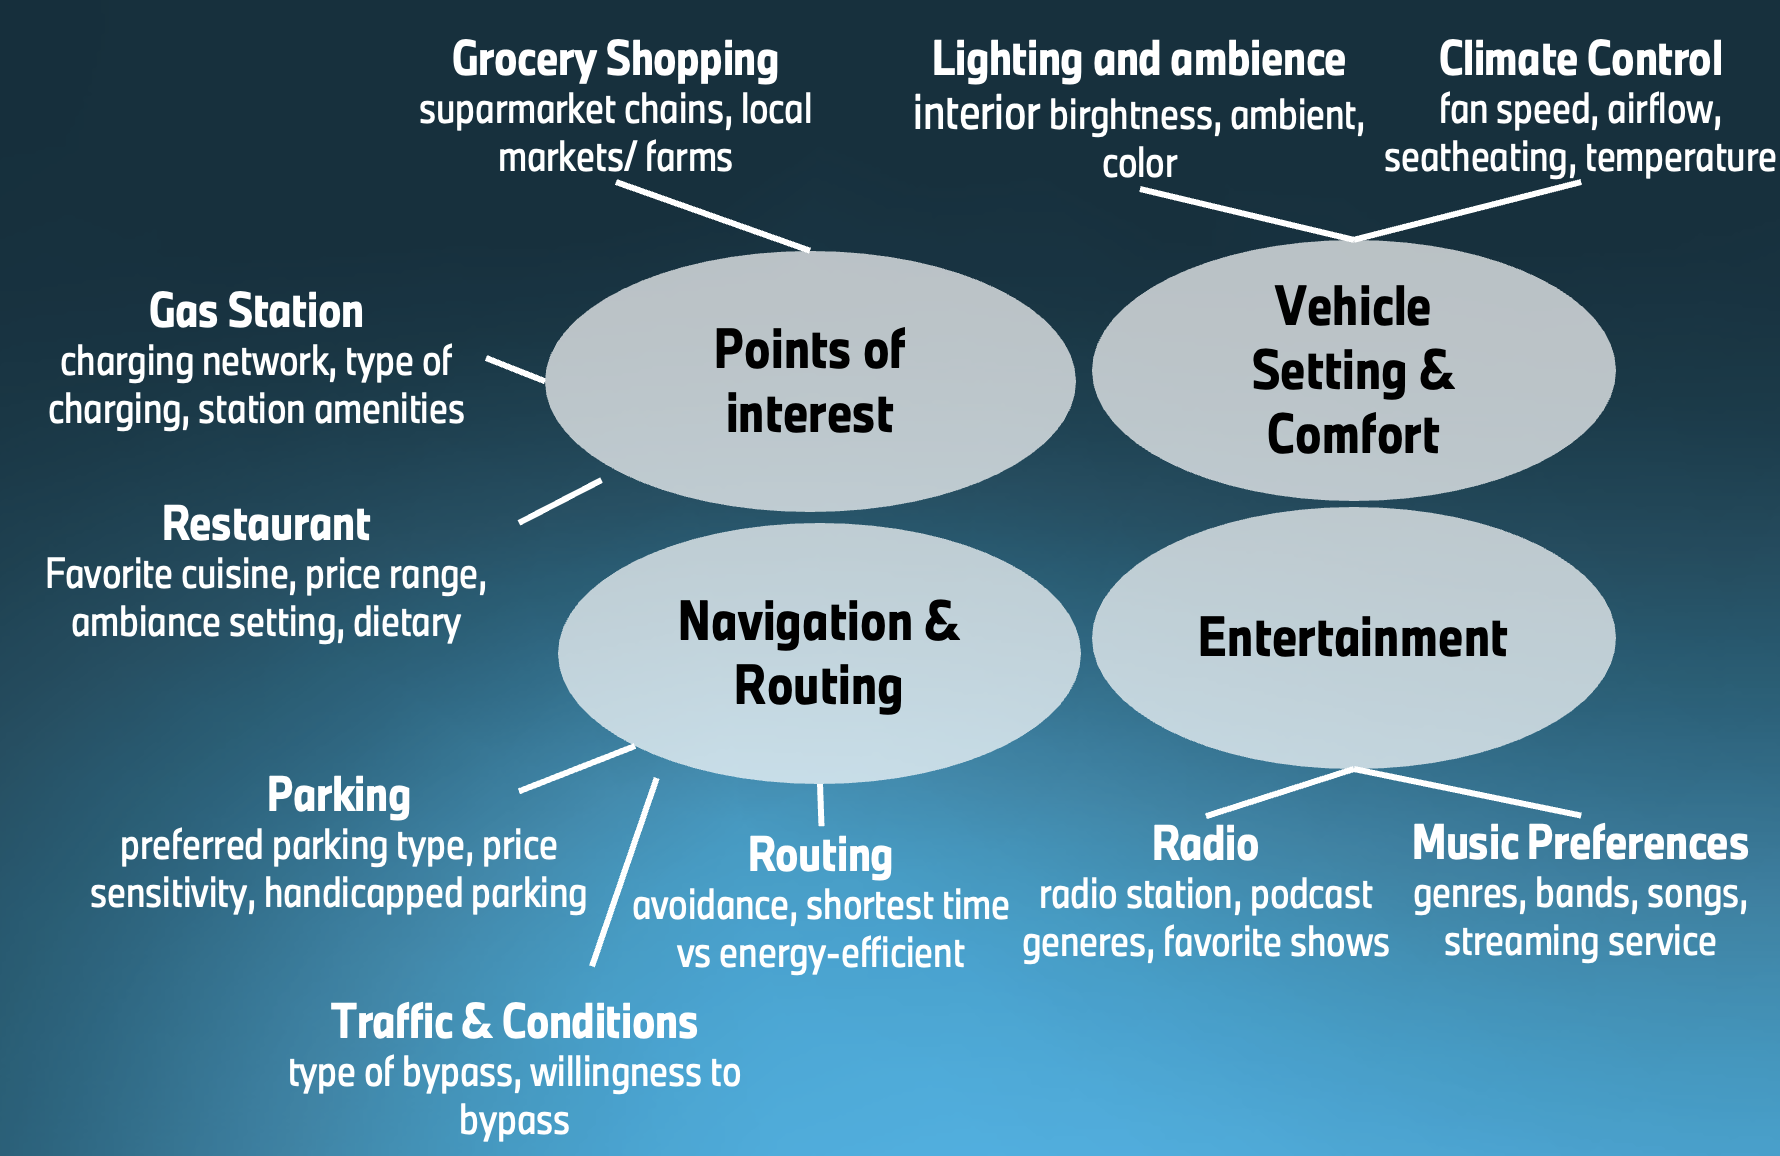 Grocery Shopping
suparmarket chains, local
markets/ farms
Lighting and ambience
interior birghtness, ambient,
color
Climate Control
fan speed, airflow,
seatheating, temperature
Gas Station
charging network, type of
charging, station amenities
Points of
interest
Vehicle
Setting &
Comfort
Restaurant
Favorite cuisine, price range,
ambiance setting, dietary
Navigation &
Routing
Entertainment
Parking
preferred parking type, price
sensitivity, handicapped parking
Routing
avoidance, shortest time
vs energy-efficient
Radio
radio station, podcast
generes, favorite shows
Music Preferences
genres, bands, songs,
streaming service
Traffic & Conditions
type of bypass, willingness to
bypass